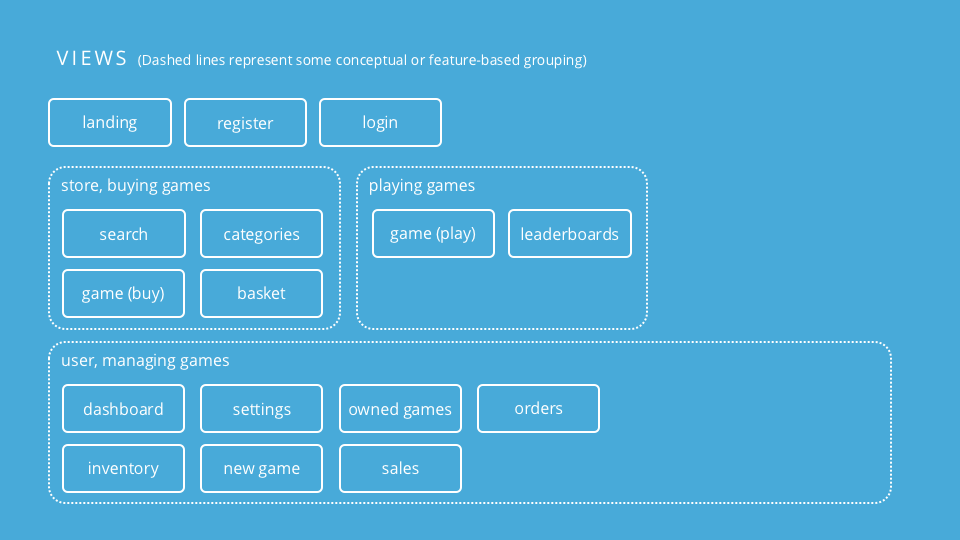 VIEWS (Dashed lines represent some conceptual or feature-based grouping)
landing register login
store, buying games
search categories
game (buy) basket
playing games
game (play) leaderboards
user, managing games
dashboard settings owned games orders
inventory new game sales